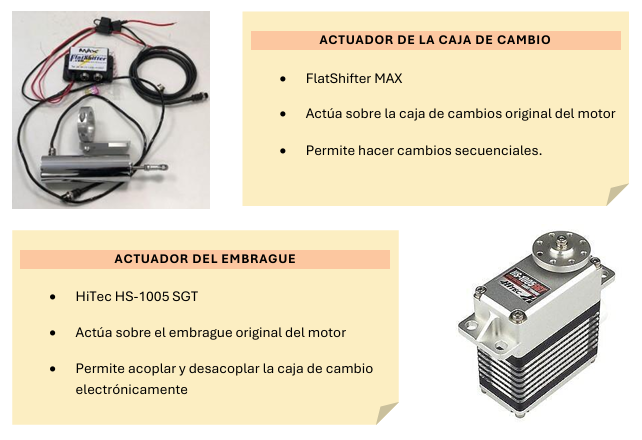 MAX
FlatShifter
ACTUADOR DE LA CAJA DE CAMBIO
FlatShifter MAX
Actúa sobre la caja de cambios original del motor
Permite hacer cambios secuenciales.
ACTUADOR DEL EMBRAGUE
HiTec HS-1005 SGT
Actúa sobre el embrague original del motor
Permite acoplar y desacoplar la caja de cambio
electrónicamente
HS-1005SGT
HiTEC